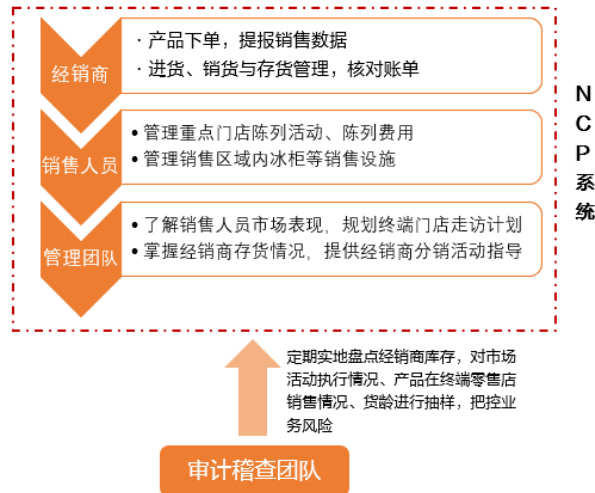 经销商
· 产品下单，提报销售数据
· 进货、销货与存货管理，核对账单
销售人员
• 管理重点门店陈列活动、陈列费用
• 管理销售区域内冰柜等销售设施
管理团队
• 了解销售人员市场表现，规划终端门店走访计划
• 掌握经销商存货情况，提供经销商分销活动指导
N
C
P
系
统
定期实地盘点经销商库存，对市场
活动执行情况、产品在终端零售店
销售情况、货龄进行抽样，把控业
务风险
审计稽查团队